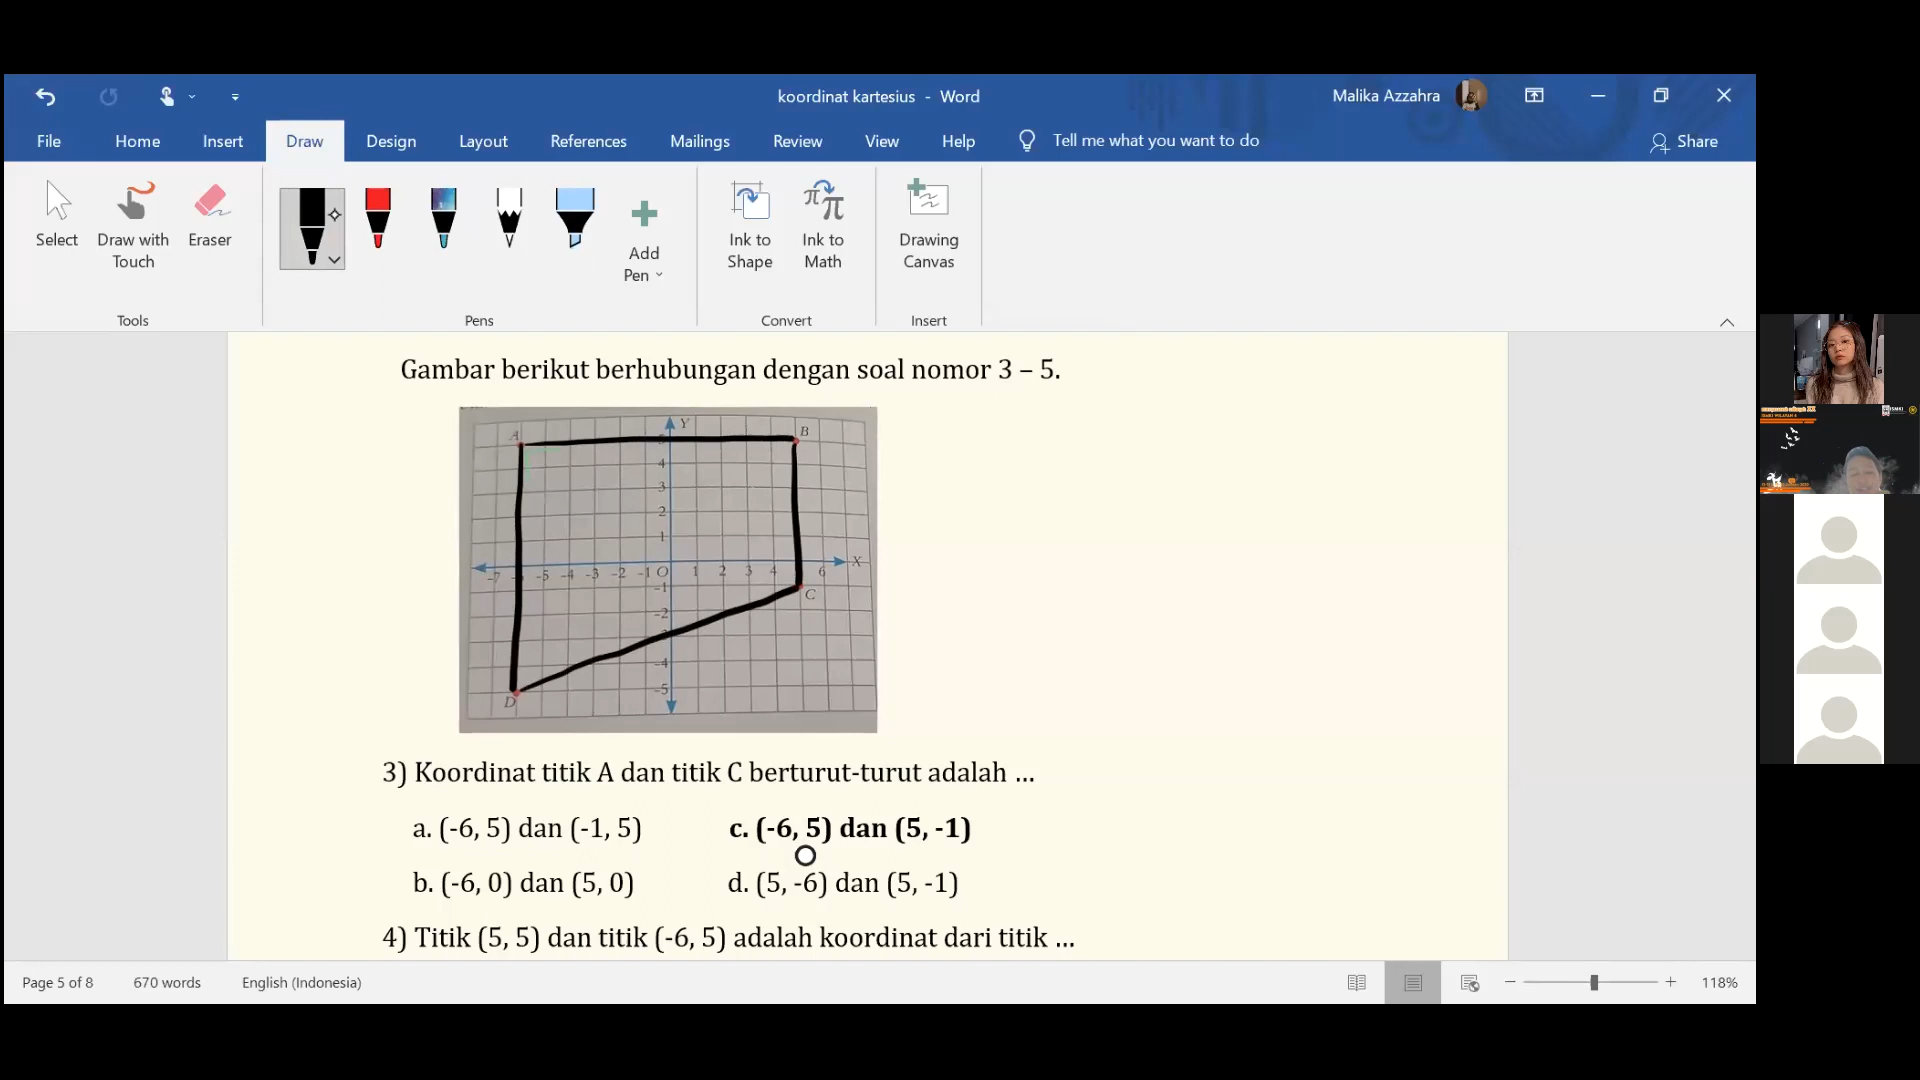 koordinat kartesius - Word
Malika Azzahra
File Home Insert Draw Design Layout References Mailings Review View Help Tell me what you want to do Share
Select
Draw with Touch
Eraser
Add Pen
Ink to Shape
Ink to Math
Drawing Canvas
Tools
Pens
Convert
Insert
Gambar berikut berhubungan dengan soal nomor 3 – 5.
A
Y
B
4
3
2
1
-7 -5 -4 -3 -2 -1 O 1 2 3 4 6 X
-1
C
-2
-4
-5
D
3) Koordinat titik A dan titik C berturut-turut adalah ...
a. (-6, 5) dan (-1, 5) c. (-6, 5) dan (5, -1)
b. (-6, 0) dan (5, 0) d. (5, -6) dan (5, -1)
4) Titik (5, 5) dan titik (-6, 5) adalah koordinat dari titik ...
Page 5 of 8 670 words English (Indonesia) 118%